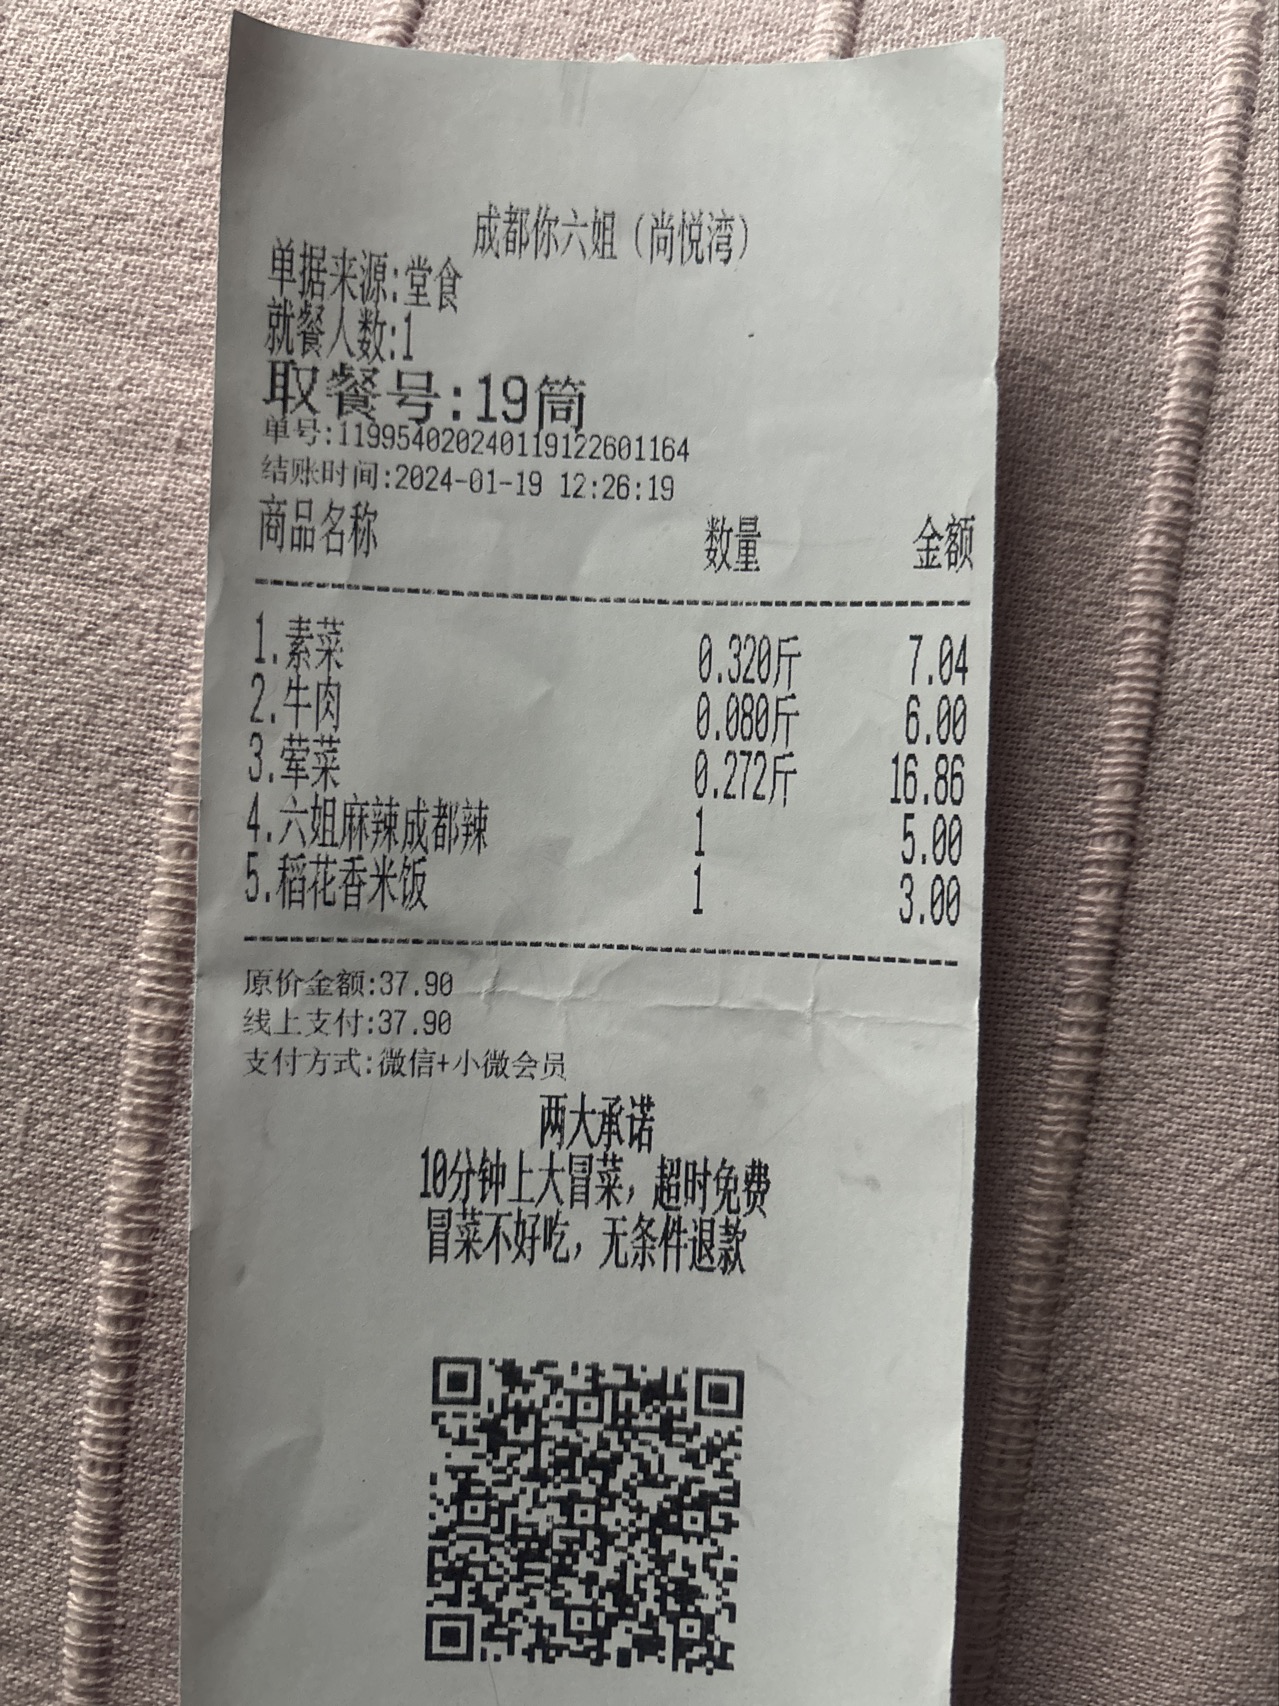 成都你六姐（尚悦湾）
单据来源:堂食
就餐人数:1
取餐号:19筒
单号:119954020240119122601164
结账时间:2024-01-19 12:26:19
商品名称 数量 金额
1.素菜 0.320斤 7.04
2.牛肉 0.080斤 6.00
3.荤菜 0.272斤 16.86
4.六姐麻辣成都辣 1 5.00
5.稻花香米饭 1 3.00
原价金额:37.90
线上支付:37.90
支付方式:微信+小微会员
两大承诺
10分钟上大冒菜，超时免费
冒菜不好吃，无条件退款